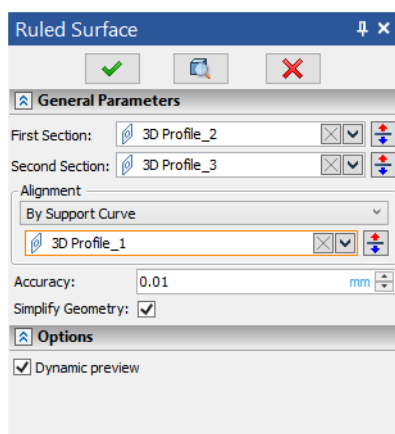 Ruled Surface
General Parameters
First Section: 3D Profile_2
Second Section: 3D Profile_3
Alignment
By Support Curve
3D Profile_1
Accuracy: 0.01 mm
Simplify Geometry:
Options
Dynamic preview